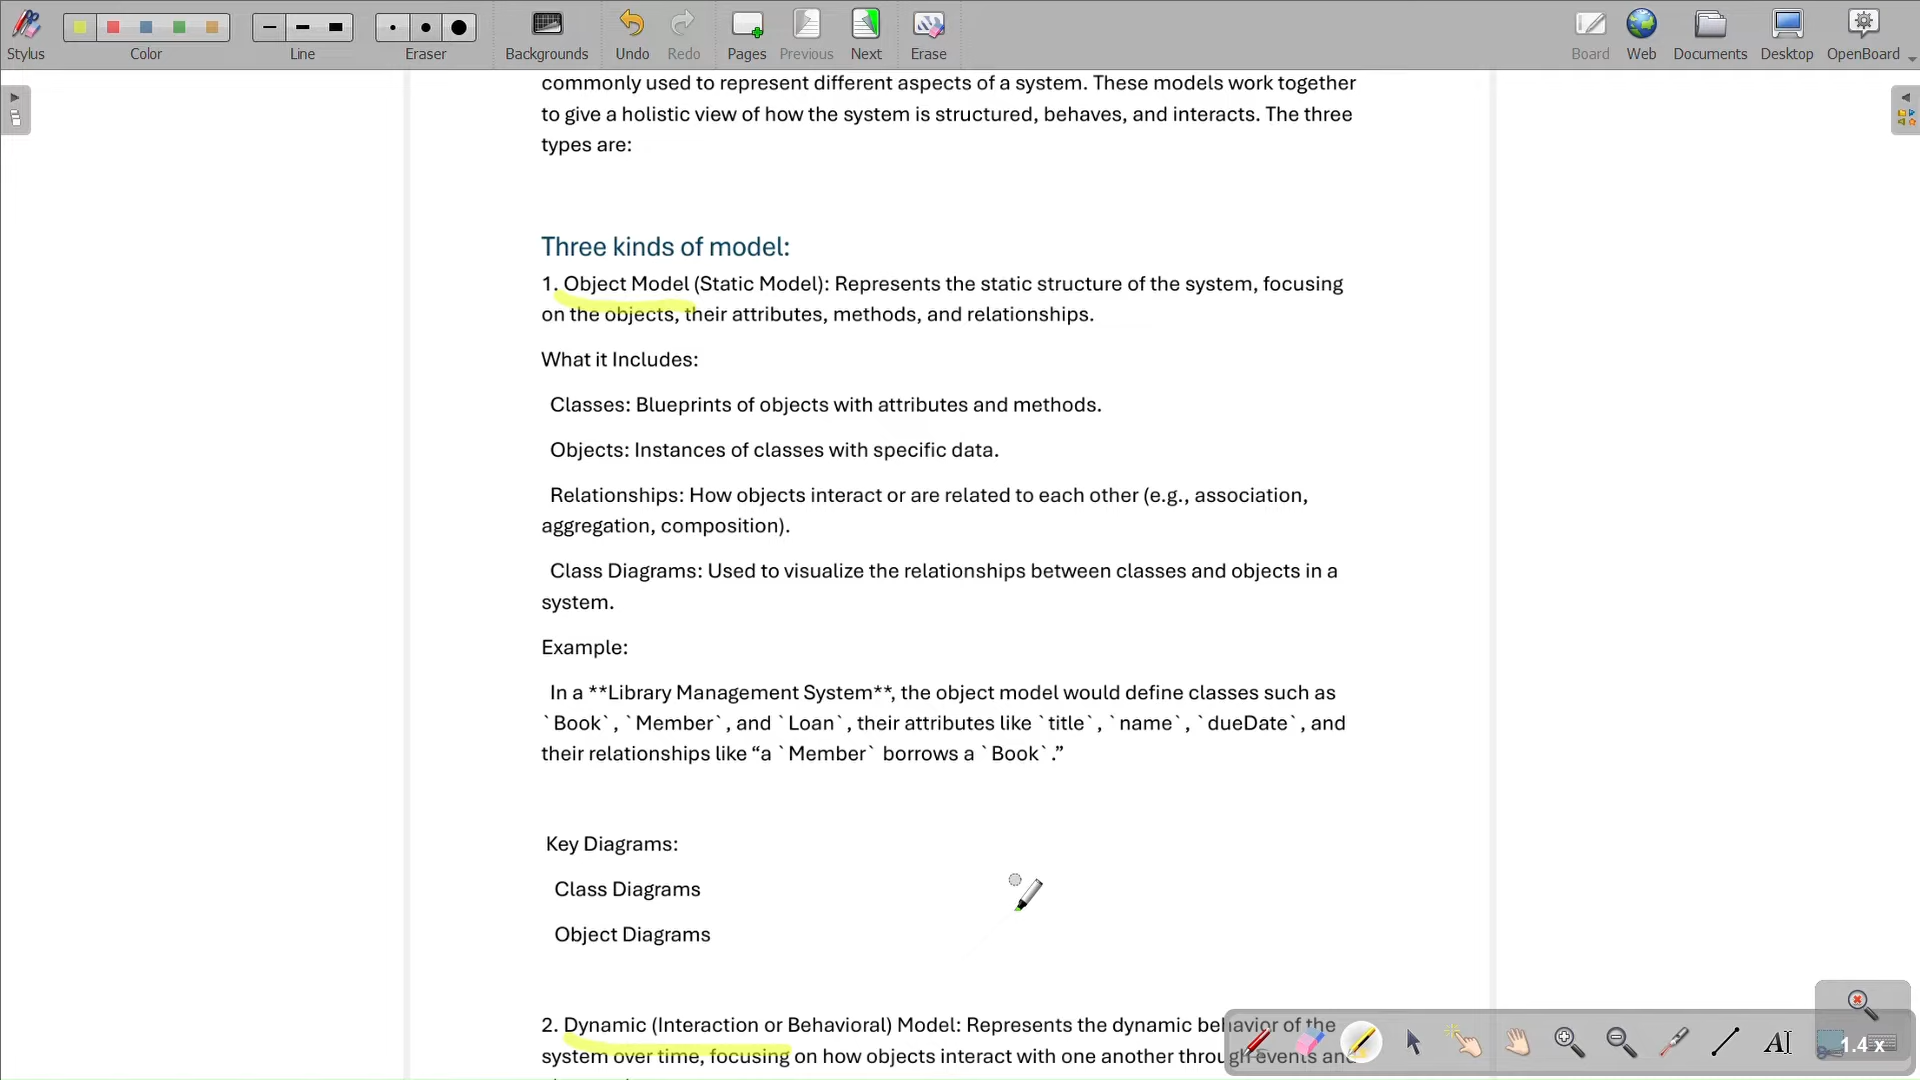 Stylus
Color
Line
Eraser
Backgrounds
Undo
Redo
Pages
Previous
Next
Erase
Board
Web
Documents
Desktop
OpenBoard
commonly used to represent different aspects of a system. These models work together
to give a holistic view of how the system is structured, behaves, and interacts. The three
types are:
Three kinds of model:
1. Object Model (Static Model): Represents the static structure of the system, focusing
on the objects, their attributes, methods, and relationships.
What it Includes:
Classes: Blueprints of objects with attributes and methods.
Objects: Instances of classes with specific data.
Relationships: How objects interact or are related to each other (e.g., association,
aggregation, composition).
Class Diagrams: Used to visualize the relationships between classes and objects in a
system.
Example:
In a **Library Management System**, the object model would define classes such as
`Book`, `Member`, and `Loan`, their attributes like `title`, `name`, `dueDate`, and
their relationships like “a `Member` borrows a `Book`.”
Key Diagrams:
Class Diagrams
Object Diagrams
2. Dynamic (Interaction or Behavioral) Model: Represents the dynamic behavior of the
system over time, focusing on how objects interact with one another through events and
AI
1.4 x